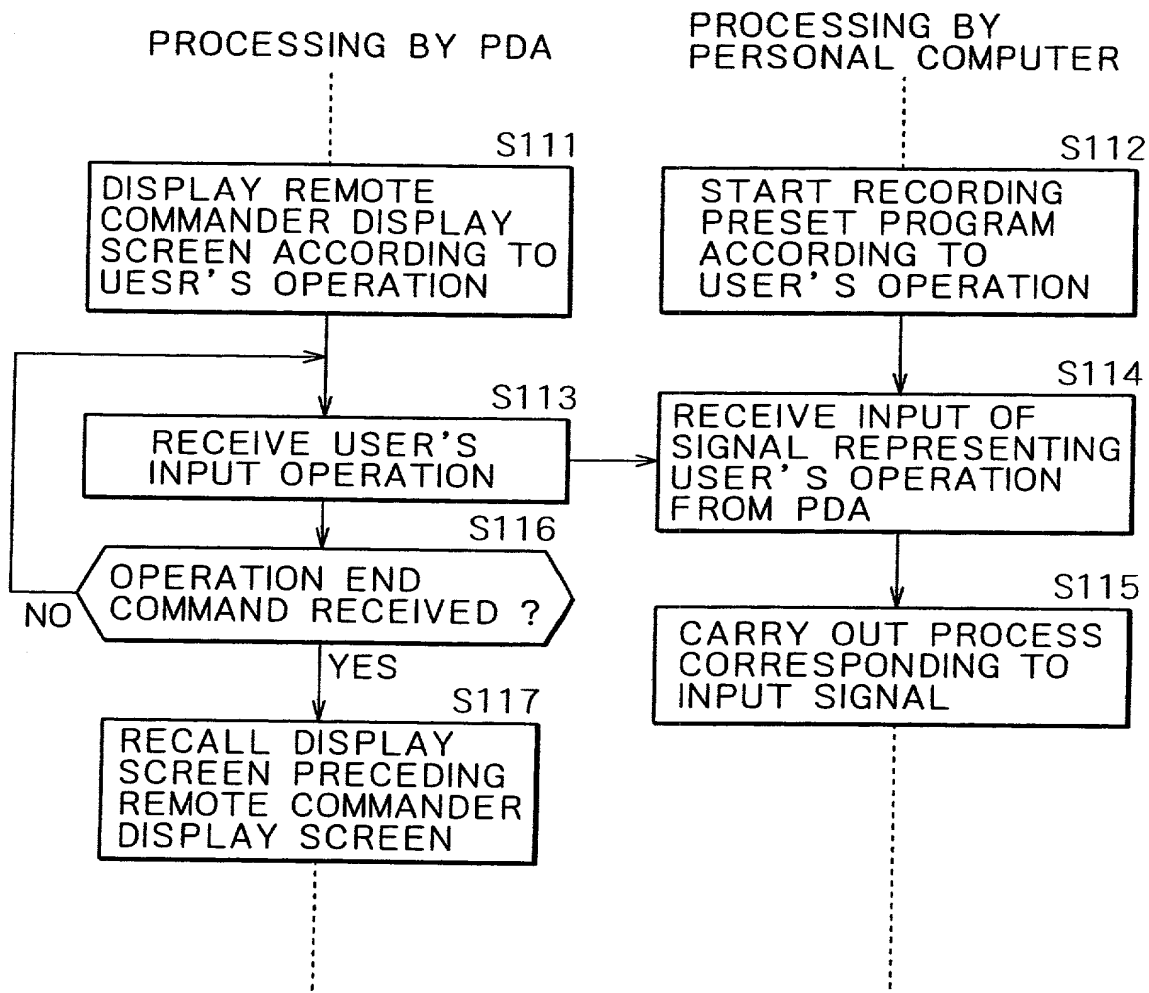 PROCESSING BY PDA
PROCESSING BY
PERSONAL COMPUTER
S111
DISPLAY REMOTE
COMMANDER DISPLAY
SCREEN ACCORDING TO
UESR'S OPERATION
S112
START RECORDING
PRESET PROGRAM
ACCORDING TO
USER'S OPERATION
S113
RECEIVE USER'S
INPUT OPERATION
S114
RECEIVE INPUT OF
SIGNAL REPRESENTING
USER'S OPERATION
FROM PDA
S116
OPERATION END
COMMAND RECEIVED ?
NO
YES
S115
CARRY OUT PROCESS
CORRESPONDING TO
INPUT SIGNAL
S117
RECALL DISPLAY
SCREEN PRECEDING
REMOTE COMMANDER
DISPLAY SCREEN